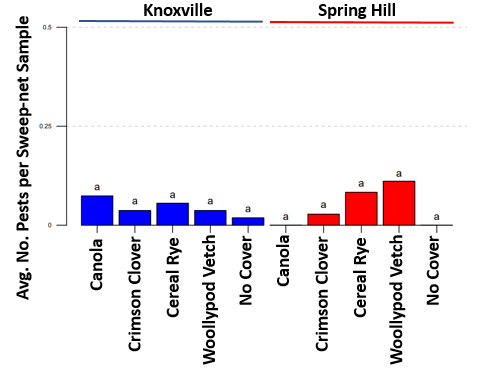 Knoxville
Spring Hill
Avg. No. Pests per Sweep-net Sample
0.5
0.25
0
a
a
a
a
a
a
a
a
a
a
Canola
Crimson Clover
Cereal Rye
Woollypod Vetch
No Cover
Canola
Crimson Clover
Cereal Rye
Woollypod Vetch
No Cover